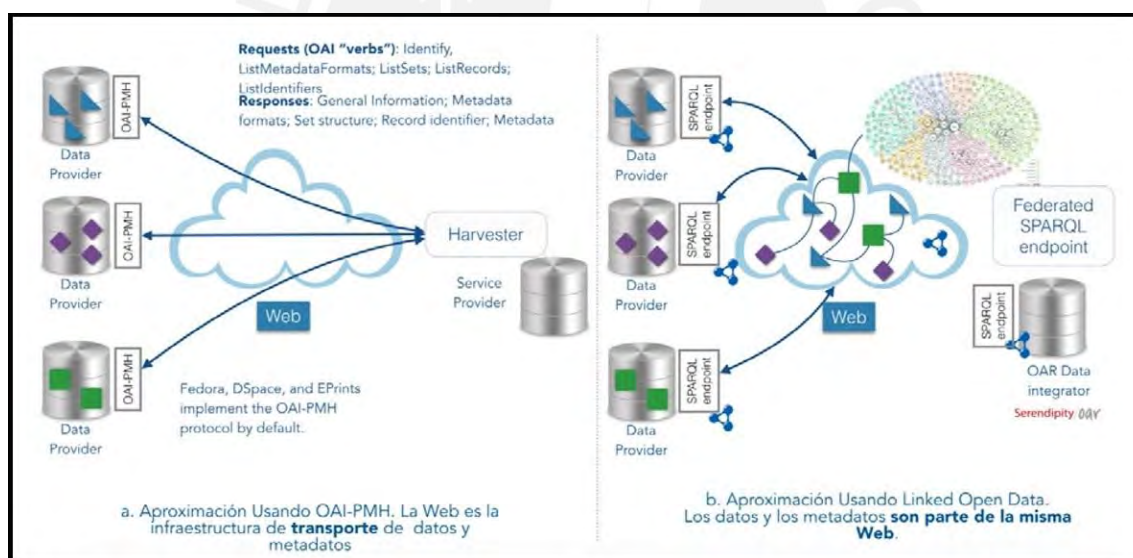 Requests (OAI "verbs"): Identify,
ListMetadataFormats; ListSets; ListRecords;
ListIdentifiers
Responses: General Information; Metadata
formats; Set structure; Record identifier; Metadata
OAI-PMH
Data
Provider
OAI-PMH
Data
Provider
OAI-PMH
Data
Provider
Harvester
Service
Provider
Web
Fedora, DSpace, and EPrints
implement the OAI-PMH
protocol by default.
a. Aproximación Usando OAI-PMH. La Web es la
infraestructura de transporte de datos y
metadatos
SPARQL
endpoint
Data
Provider
SPARQL
endpoint
Data
Provider
SPARQL
endpoint
Data
Provider
Web
Federated
SPARQL
endpoint
SPARQL
endpoint
OAR Data
integrator
Serendipity oar
b. Aproximación Usando Linked Open Data.
Los datos y los metadatos son parte de la misma
Web.